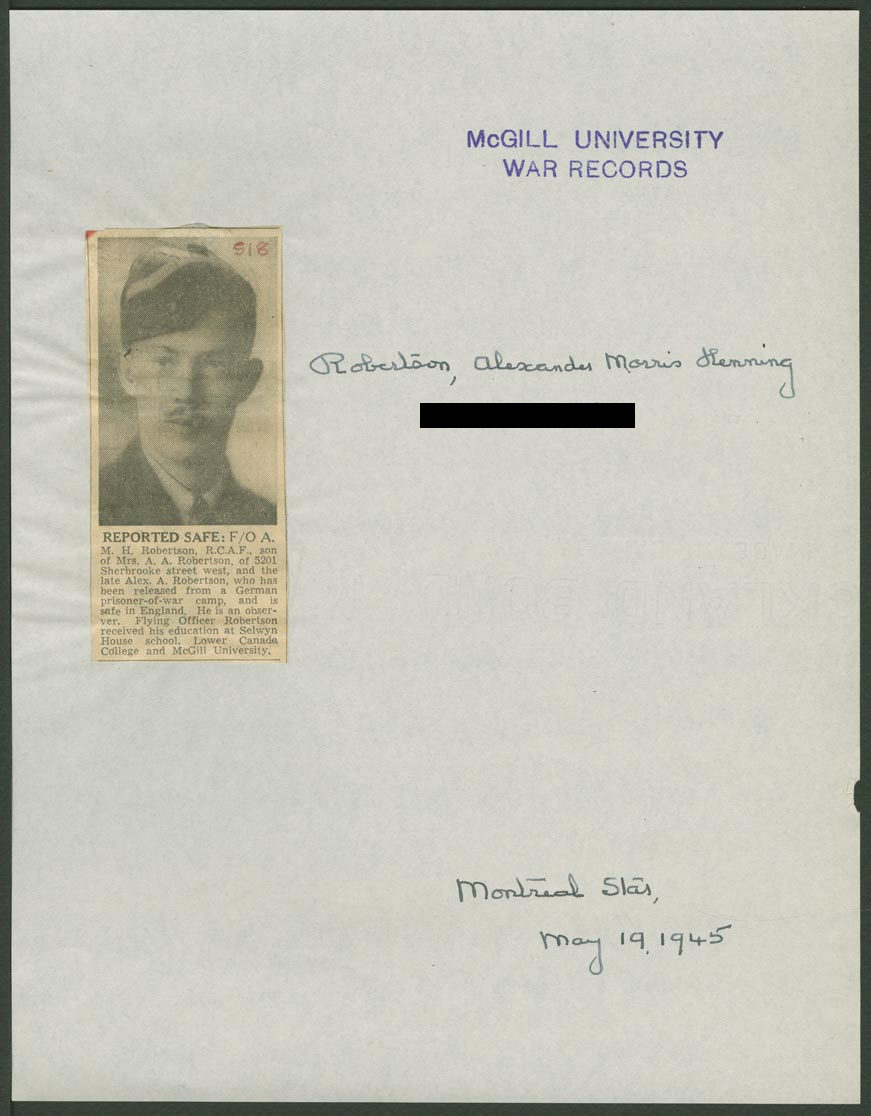 McGILL UNIVERSITY
WAR RECORDS
518
Robertson, Alexander Morris Henning
REPORTED SAFE: F/O A.
M. H. Robertson, R.C.A.F., son
of Mrs. A. A. Robertson, of 5201
Sherbrooke street west, and the
late Alex. A. Robertson, who has
been released from a German
prisoner-of-war camp, and is
safe in England. He is an obser-
ver. Flying Officer Robertson
received his education at Selwyn
House school, Lower Canada
College and McGill University.
Montreal Star,
May 19, 1945